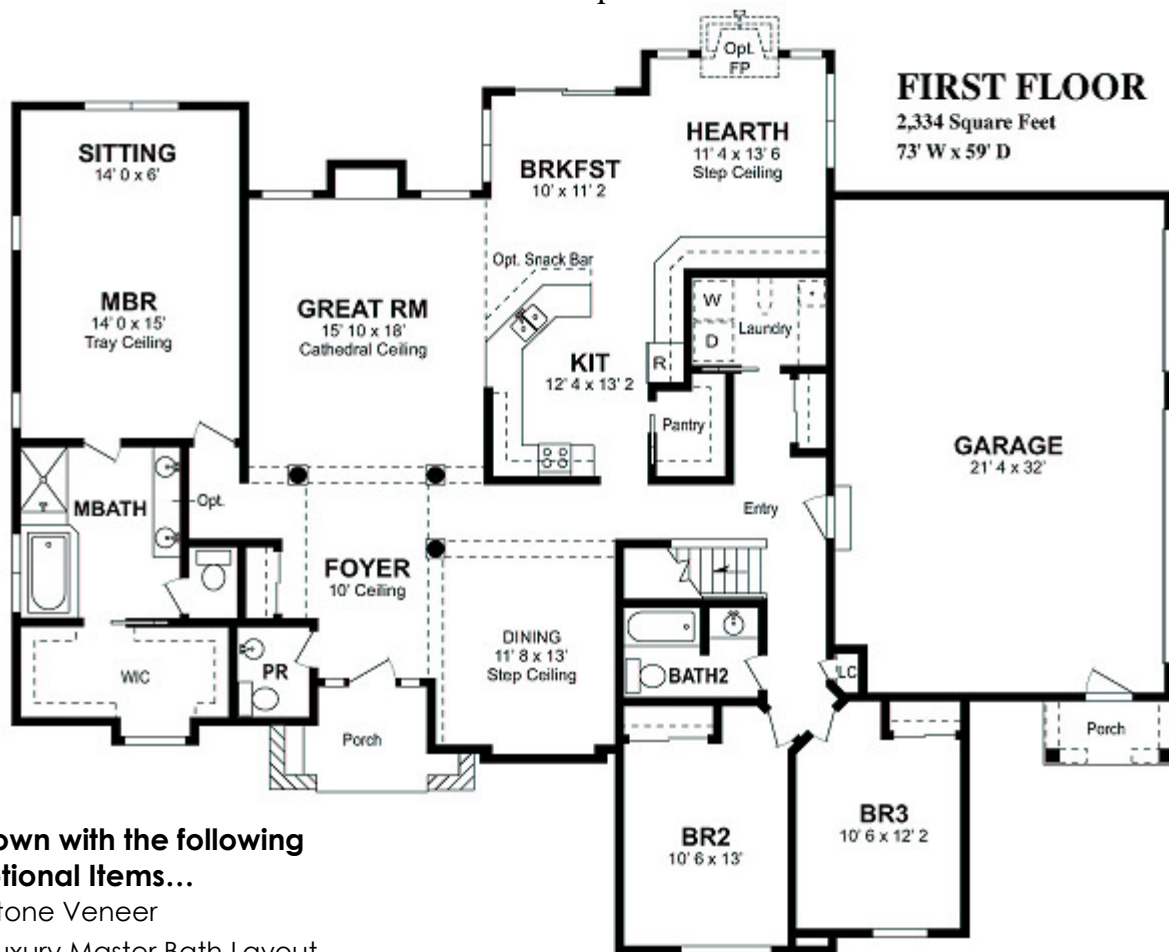 FIRST FLOOR
2,334 Square Feet
73' W x 59' D
Opt.
FP
HEARTH
11' 4 x 13' 6
Step Ceiling
BRKFST
10' x 11' 2
SITTING
14' 0 x 6'
MBR
14' 0 x 15'
Tray Ceiling
GREAT RM
15' 10 x 18'
Cathedral Ceiling
Opt. Snack Bar
KIT
12' 4 x 13' 2
R
W
D
Laundry
Pantry
GARAGE
21' 4 x 32'
MBATH
Opt.
Entry
FOYER
10' Ceiling
DINING
11' 8 x 13'
Step Ceiling
WIC
PR
BATH2
LC
Porch
Porch
BR2
10' 6 x 13'
BR3
10' 6 x 12' 2
own with the following
tional Items…
tone Veneer
uxury Master Bath Layout